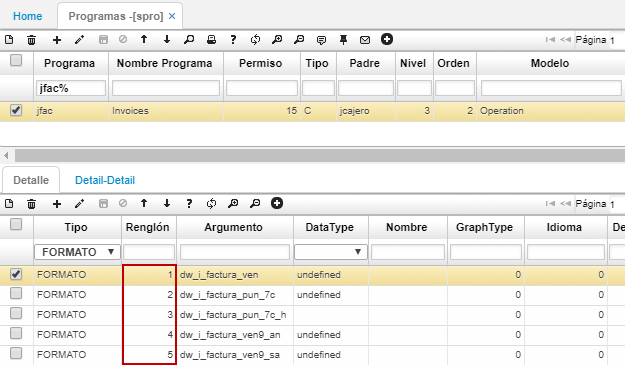 Home Programas -[spro] ×
Página 1
Programa Nombre Programa Permiso Tipo Padre Nivel Orden Modelo
jfac%
jfac Invoices 15 C jcajero 3 2 Operation
Detalle Detail-Detail
Página 1
Tipo Renglón Argumento DataType Nombre GraphType Idioma De
FORMATO
FORMATO 1 dw_i_factura_ven undefined 0 0
FORMATO 2 dw_i_factura_pun_7c undefined 0 0
FORMATO 3 dw_i_factura_pun_7c_h 0 0
FORMATO 4 dw_i_factura_ven9_an undefined 0 0
FORMATO 5 dw_i_factura_ven9_sa undefined 0 0